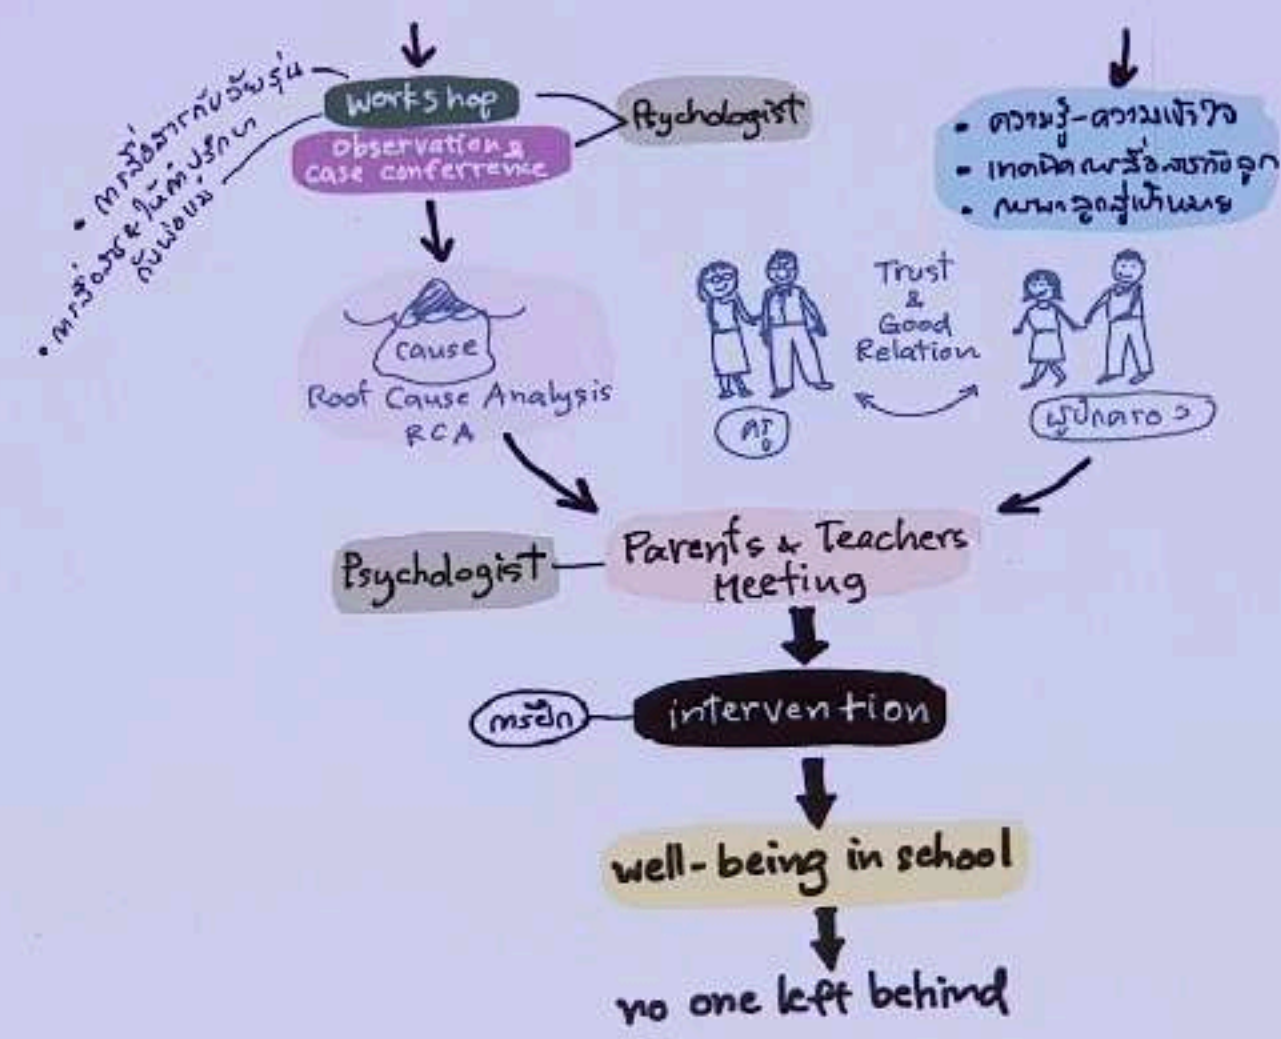 • การสื่อสารกับวัยรุ่น
• การสื่อสาร & ให้คำปรึกษา
กับพ่อแม่
Workshop
Observation &
case conferrence
Psychologist
• ความรู้-ความเข้าใจ
• เทคนิคการสื่อสารกับลูก
• ลูกสู่เป้าหมาย
cause
Root Cause Analysis
RCA
Trust
&
Good
Relation
ครู
ผู้ปกครอง
Psychologist
Parents & Teachers
Meeting
การฝึก
intervention
well-being in school
no one left behind